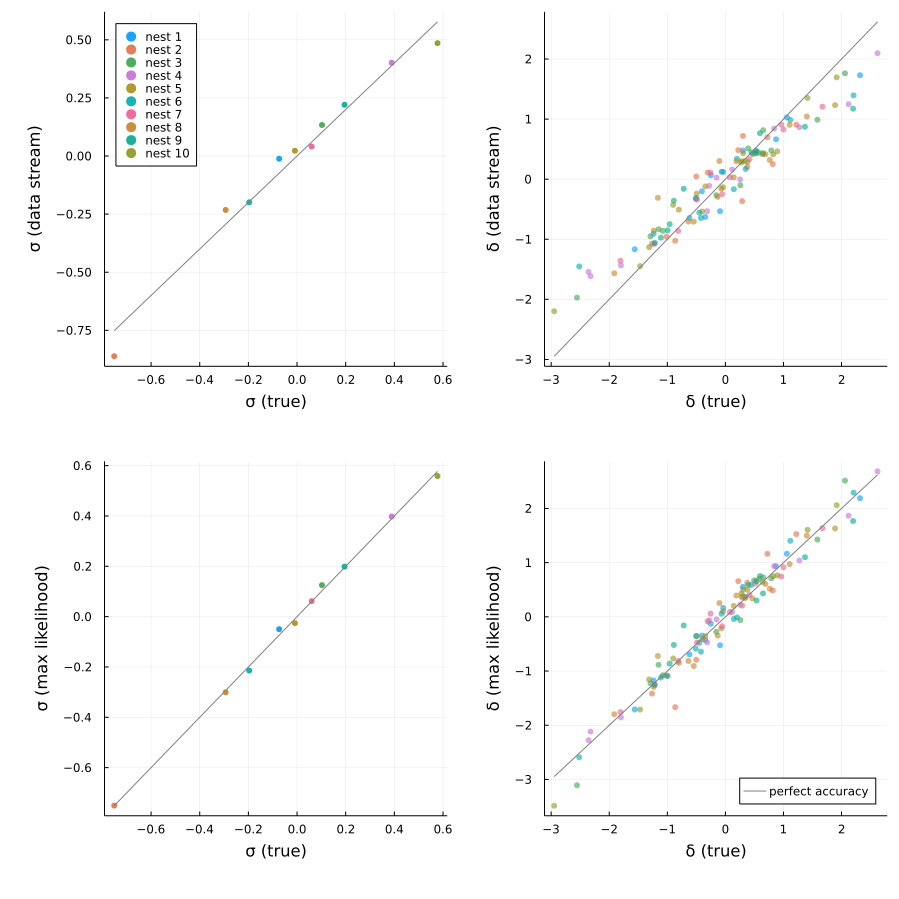 σ (data stream)
0.50
0.25
0.00
−0.25
−0.50
−0.75
nest 1
nest 2
nest 3
nest 4
nest 5
nest 6
nest 7
nest 8
nest 9
nest 10
−0.6 −0.4 −0.2 0.0 0.2 0.4 0.6
σ (true)
δ (data stream)
2
1
0
−1
−2
−3
−3 −2 −1 0 1 2
δ (true)
σ (max likelihood)
0.6
0.4
0.2
0.0
−0.2
−0.4
−0.6
−0.6 −0.4 −0.2 0.0 0.2 0.4 0.6
σ (true)
δ (max likelihood)
2
1
0
−1
−2
−3
perfect accuracy
−3 −2 −1 0 1 2
δ (true)